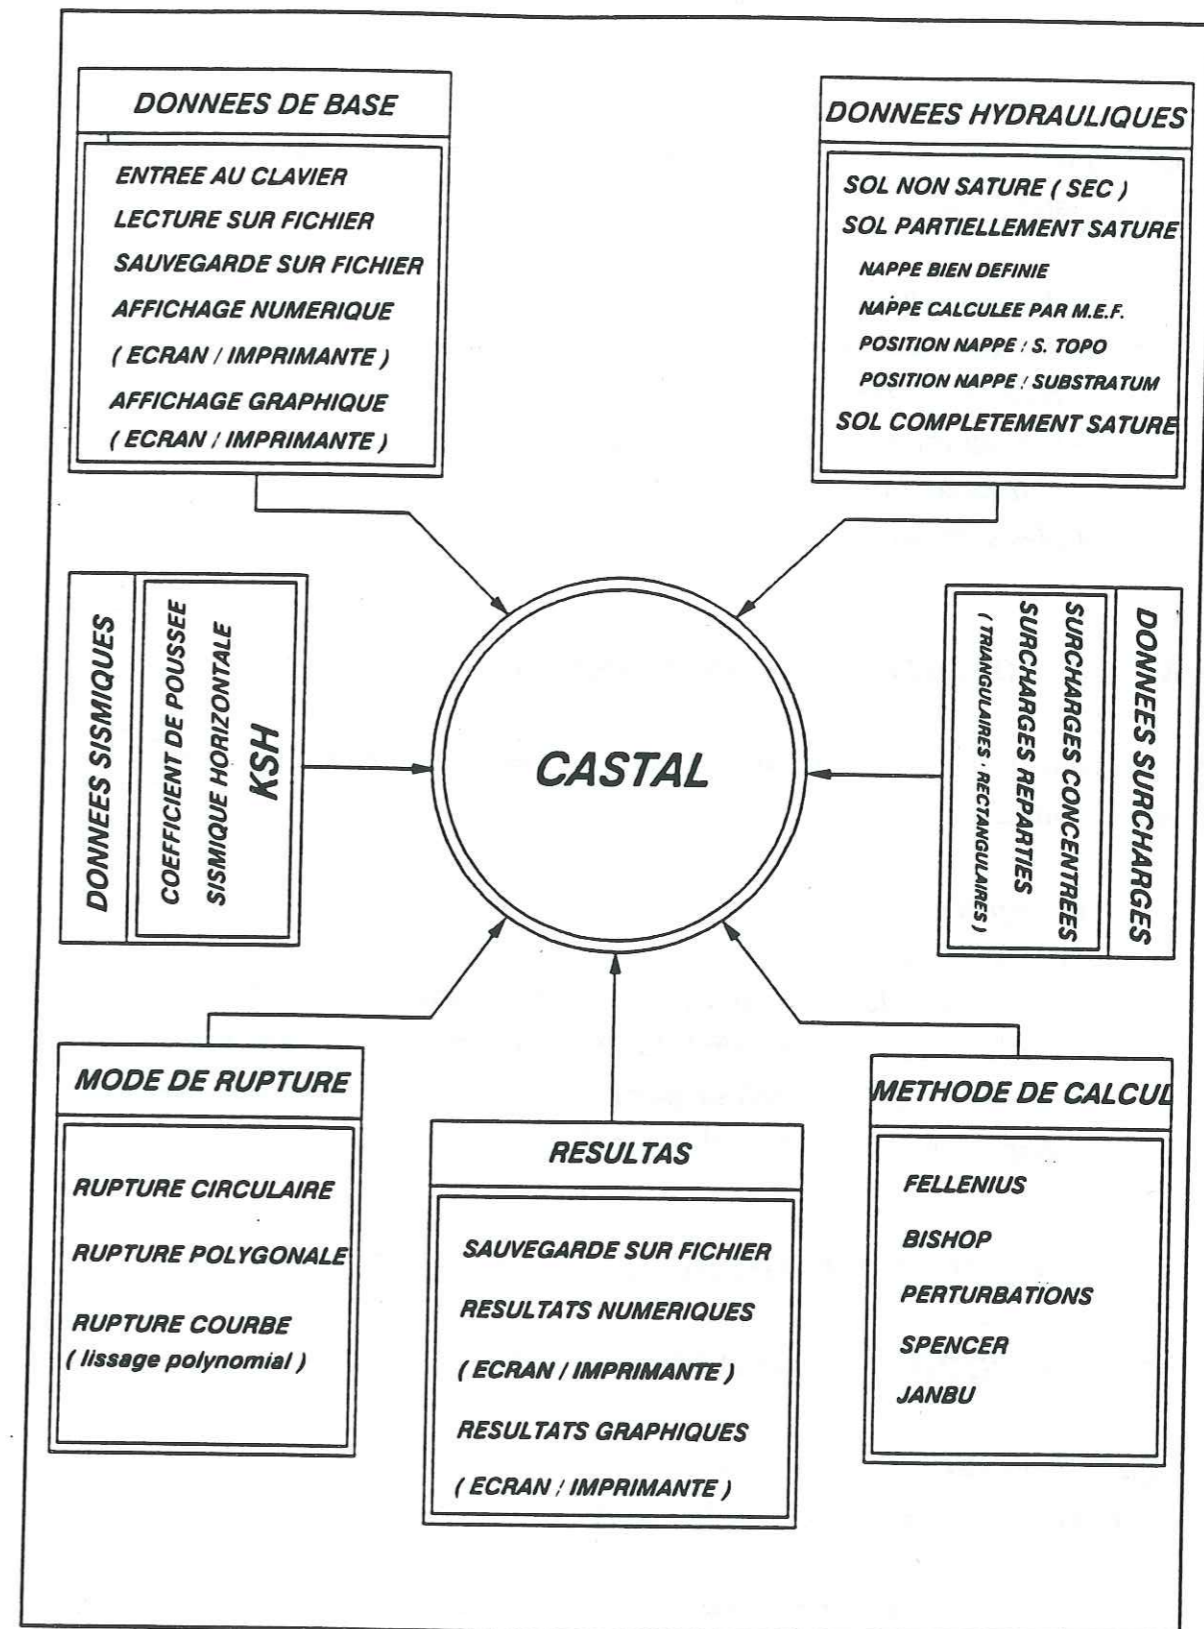 DONNEES DE BASE
ENTREE AU CLAVIER
LECTURE SUR FICHIER
SAUVEGARDE SUR FICHIER
AFFICHAGE NUMERIQUE
( ECRAN / IMPRIMANTE )
AFFICHAGE GRAPHIQUE
( ECRAN / IMPRIMANTE )
DONNEES HYDRAULIQUES
SOL NON SATURE ( SEC )
SOL PARTIELLEMENT SATURE
NAPPE BIEN DEFINIE
NAPPE CALCULEE PAR M.E.F.
POSITION NAPPE / S. TOPO
POSITION NAPPE / SUBSTRATUM
SOL COMPLETEMENT SATURE
DONNEES SISMIQUES
COEFFICIENT DE POUSSEE
SISMIQUE HORIZONTALE
KSH
CASTAL
DONNEES SURCHARGES
SURCHARGES CONCENTREES
SURCHARGES REPARTIES
( TRIANGULAIRES - RECTANGULAIRES )
MODE DE RUPTURE
RUPTURE CIRCULAIRE
RUPTURE POLYGONALE
RUPTURE COURBE
( lissage polynomial )
RESULTAS
SAUVEGARDE SUR FICHIER
RESULTATS NUMERIQUES
( ECRAN / IMPRIMANTE )
RESULTATS GRAPHIQUES
( ECRAN / IMPRIMANTE )
METHODE DE CALCUL
FELLENIUS
BISHOP
PERTURBATIONS
SPENCER
JANBU